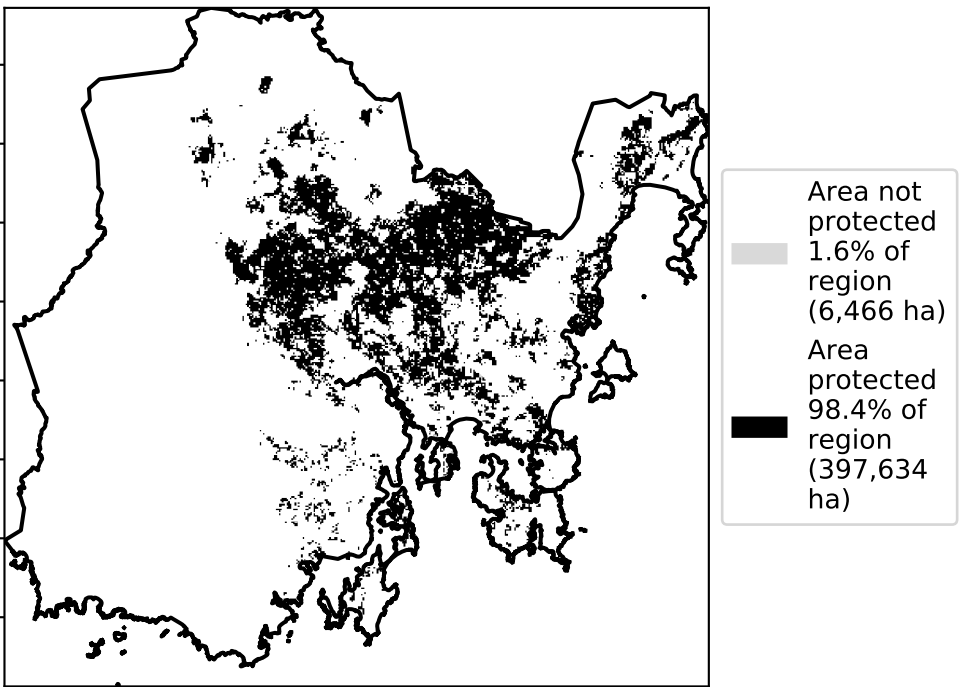 Area not
protected
1.6% of
region
(6,466 ha)
Area
protected
98.4% of
region
(397,634
ha)